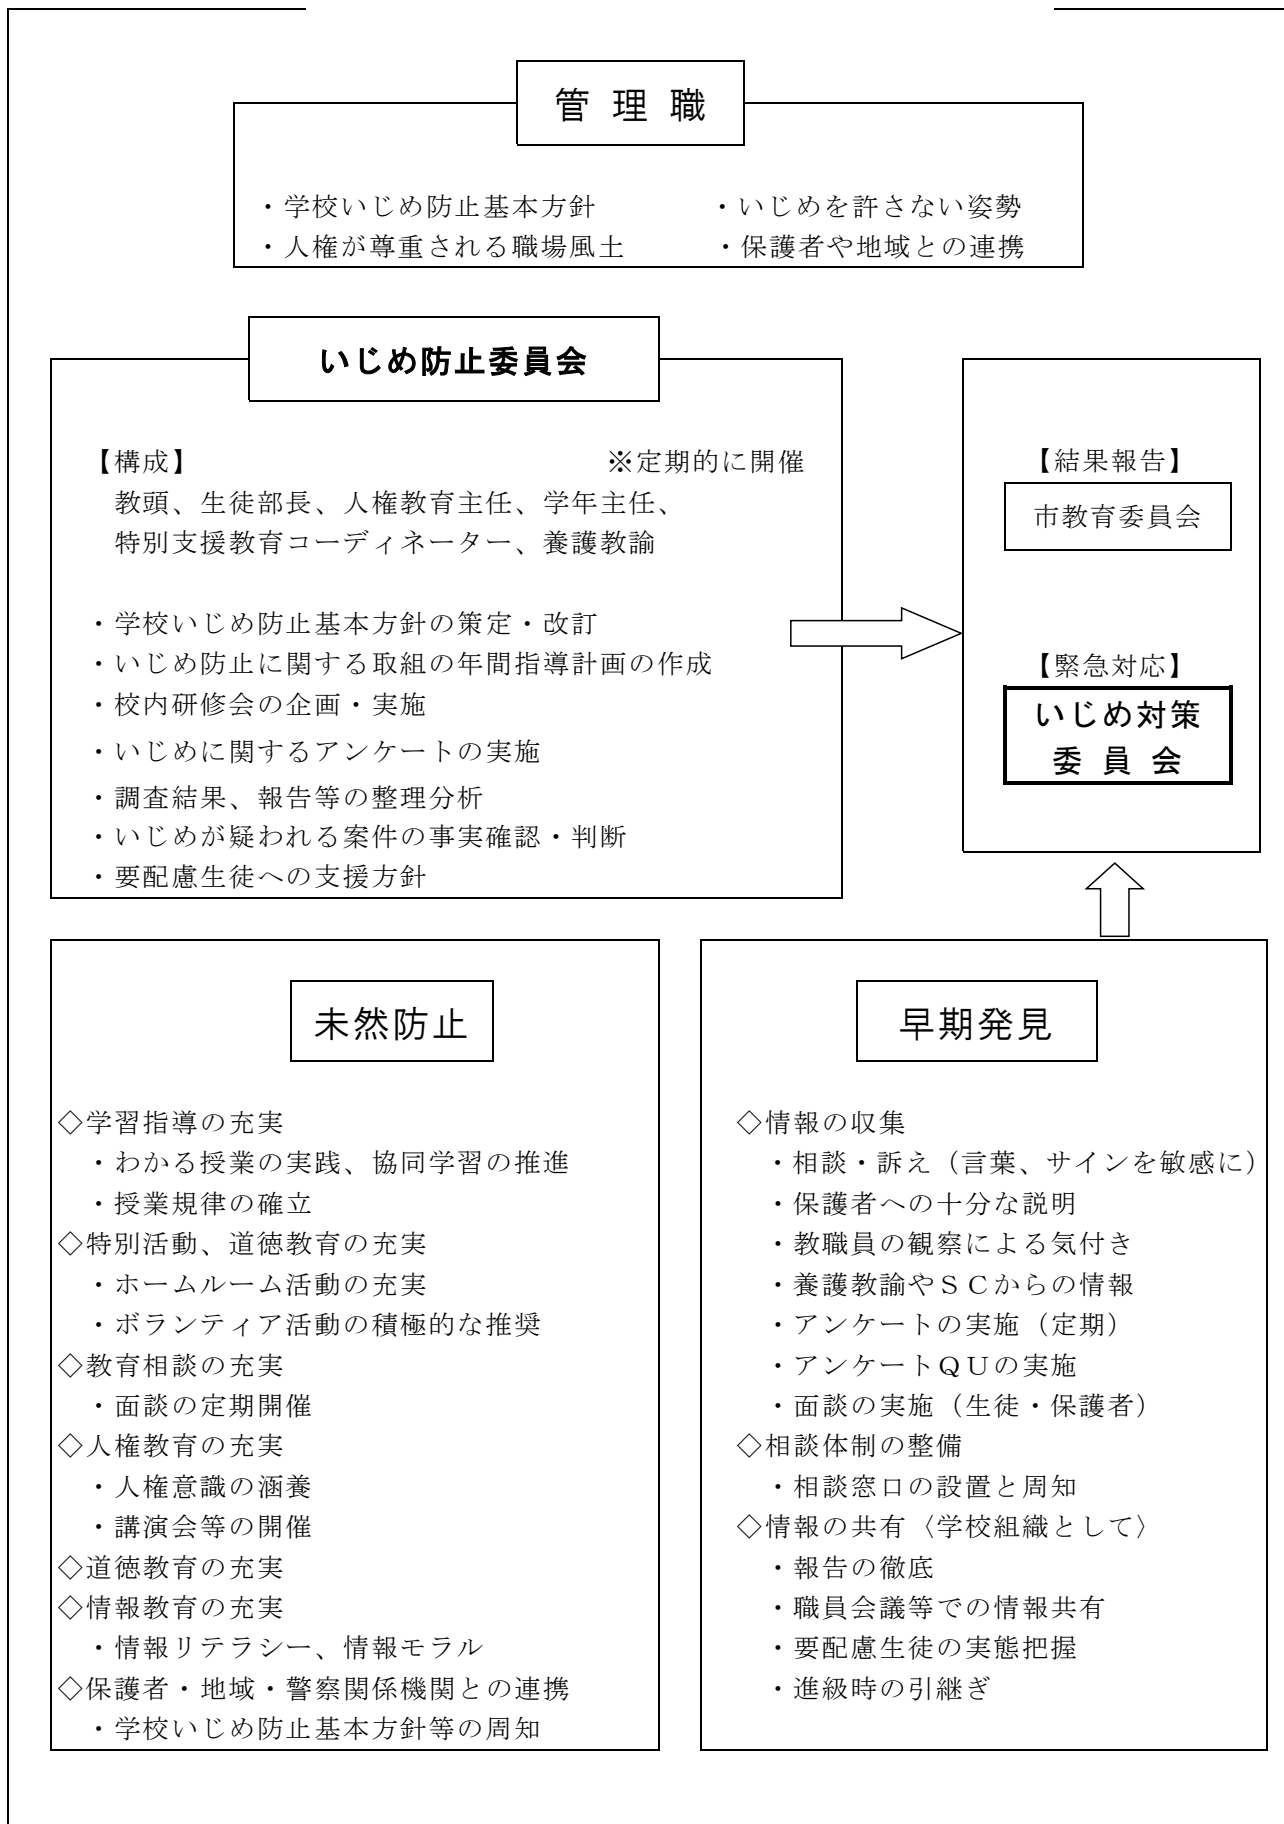 管 理 職
・学校いじめ防止基本方針 ・いじめを許さない姿勢
・人権が尊重される職場風土 ・保護者や地域との連携
いじめ防止委員会
【構成】 ※定期的に開催
教頭、生徒部長、人権教育主任、学年主任、
特別支援教育コーディネーター、養護教諭
・学校いじめ防止基本方針の策定・改訂
・いじめ防止に関する取組の年間指導計画の作成
・校内研修会の企画・実施
・いじめに関するアンケートの実施
・調査結果、報告等の整理分析
・いじめが疑われる案件の事実確認・判断
・要配慮生徒への支援方針
【結果報告】
市教育委員会
【緊急対応】
いじめ対策
委 員 会
未然防止
◇学習指導の充実
・わかる授業の実践、協同学習の推進
・授業規律の確立
◇特別活動、道徳教育の充実
・ホームルーム活動の充実
・ボランティア活動の積極的な推奨
◇教育相談の充実
・面談の定期開催
◇人権教育の充実
・人権意識の涵養
・講演会等の開催
◇道徳教育の充実
◇情報教育の充実
・情報リテラシー、情報モラル
◇保護者・地域・警察関係機関との連携
・学校いじめ防止基本方針等の周知
早期発見
◇情報の収集
・相談・訴え（言葉、サインを敏感に）
・保護者への十分な説明
・教職員の観察による気付き
・養護教諭やＳＣからの情報
・アンケートの実施（定期）
・アンケートＱＵの実施
・面談の実施（生徒・保護者）
◇相談体制の整備
・相談窓口の設置と周知
◇情報の共有〈学校組織として〉
・報告の徹底
・職員会議等での情報共有
・要配慮生徒の実態把握
・進級時の引継ぎ